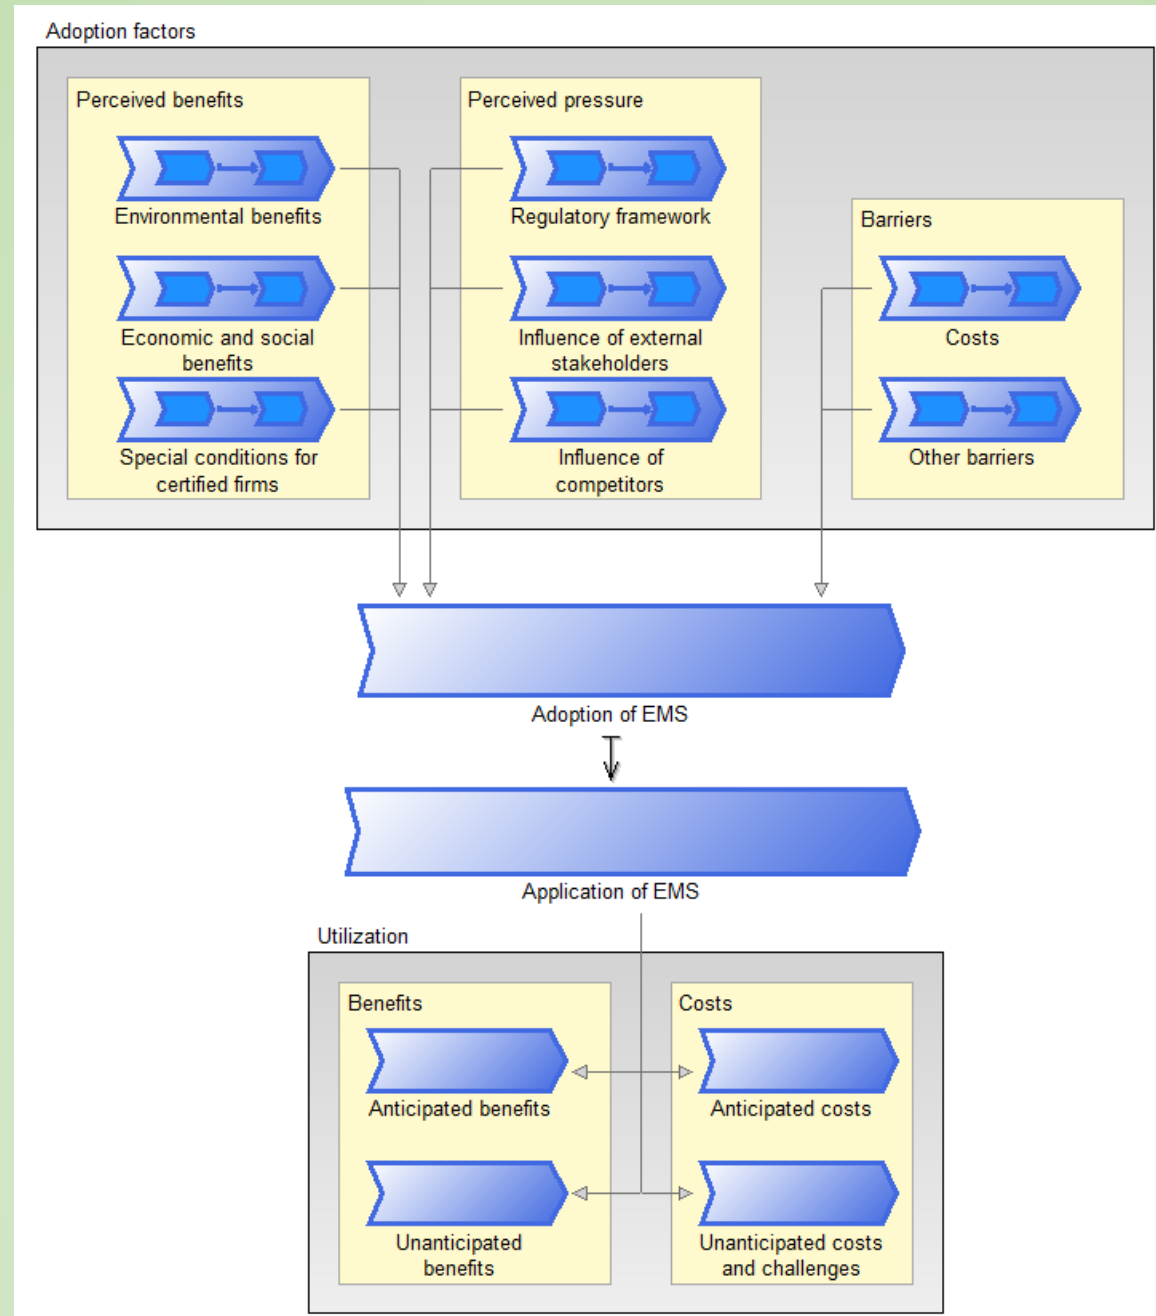 Adoption factors
Perceived benefits
Environmental benefits
Economic and social
benefits
Special conditions for
certified firms
Perceived pressure
Regulatory framework
Influence of external
stakeholders
Influence of
competitors
Barriers
Costs
Other barriers
Adoption of EMS
Application of EMS
Utilization
Benefits
Anticipated benefits
Unanticipated
benefits
Costs
Anticipated costs
Unanticipated costs
and challenges